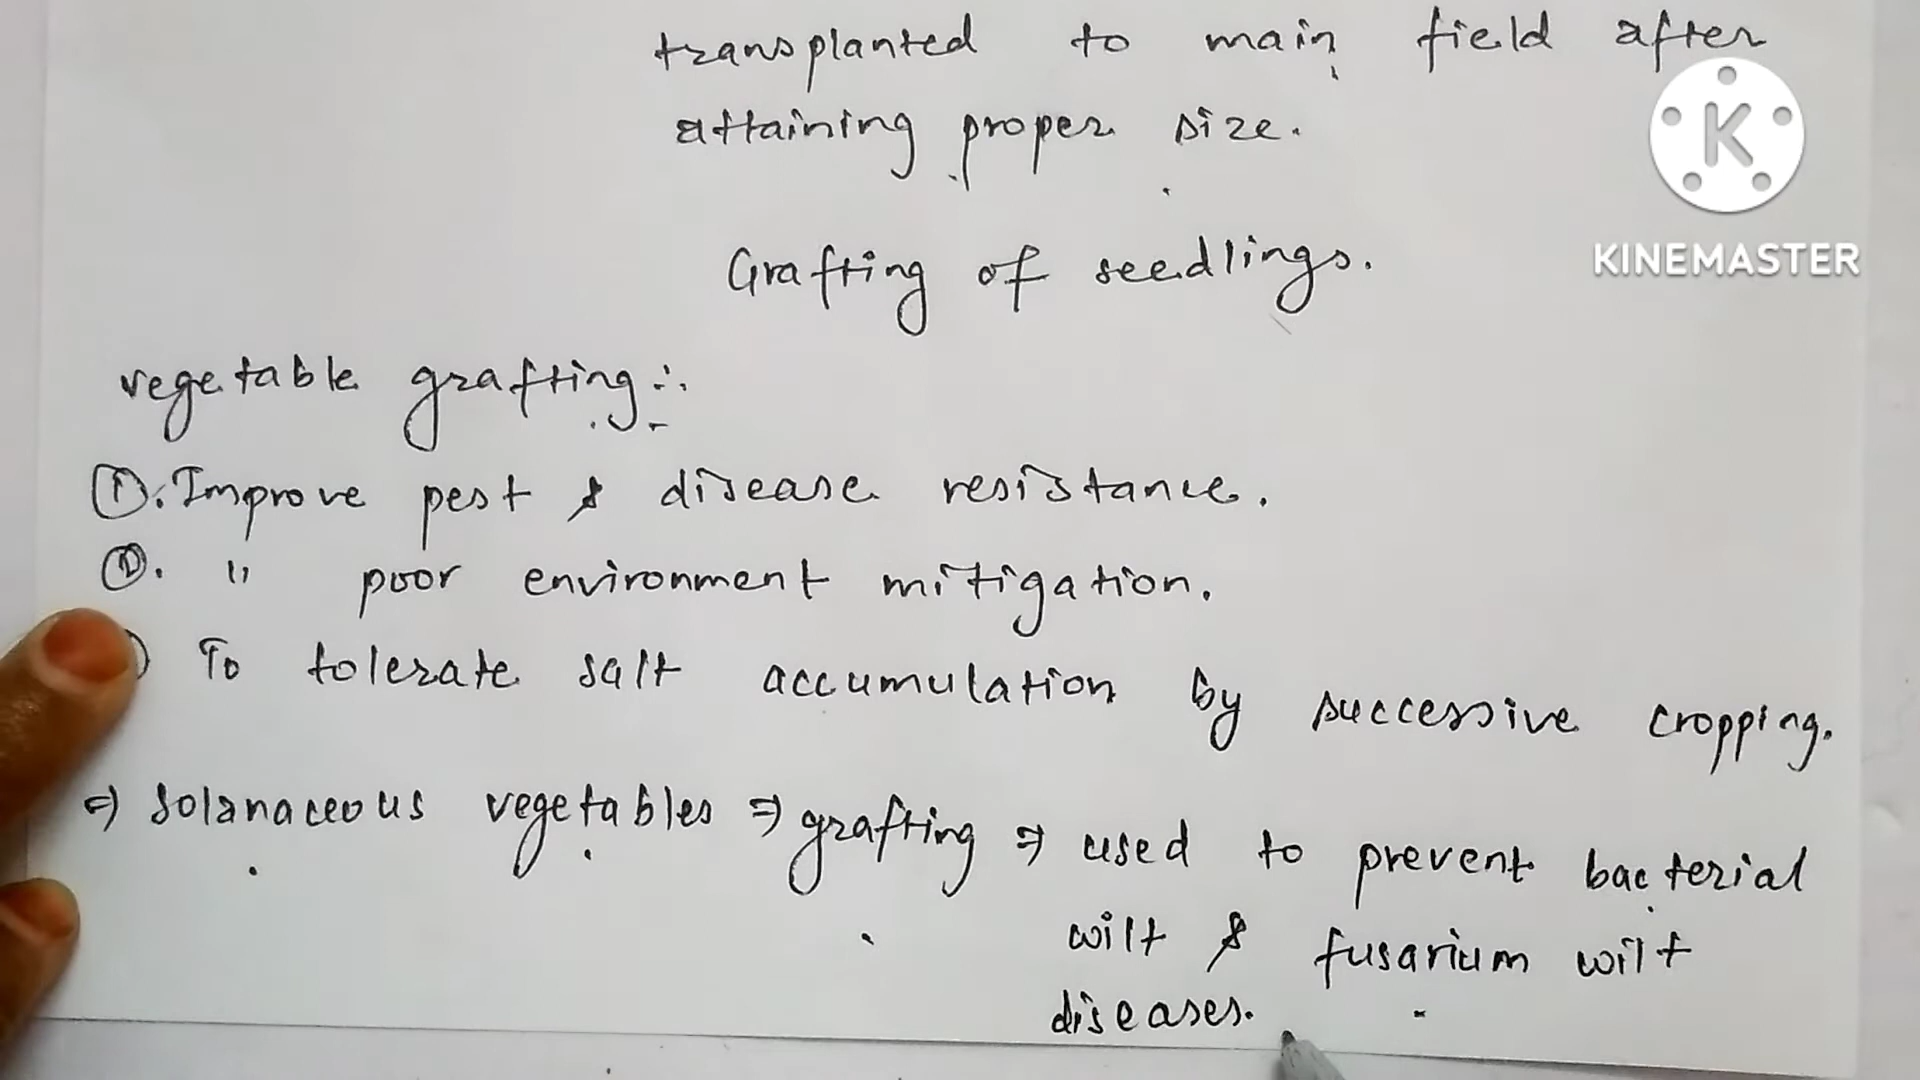 transplanted to main field after
attaining proper size.
K
KINEMASTER
Grafting of seedlings.
vegetable grafting :-
①. Improve pest & disease resistance.
②. " poor environment mitigation.
To tolerate salt accumulation by successive cropping.
⇒ solanaceous vegetables ⇒ grafting ⇒ used to prevent bacterial
wilt & fusarium wilt
diseases.